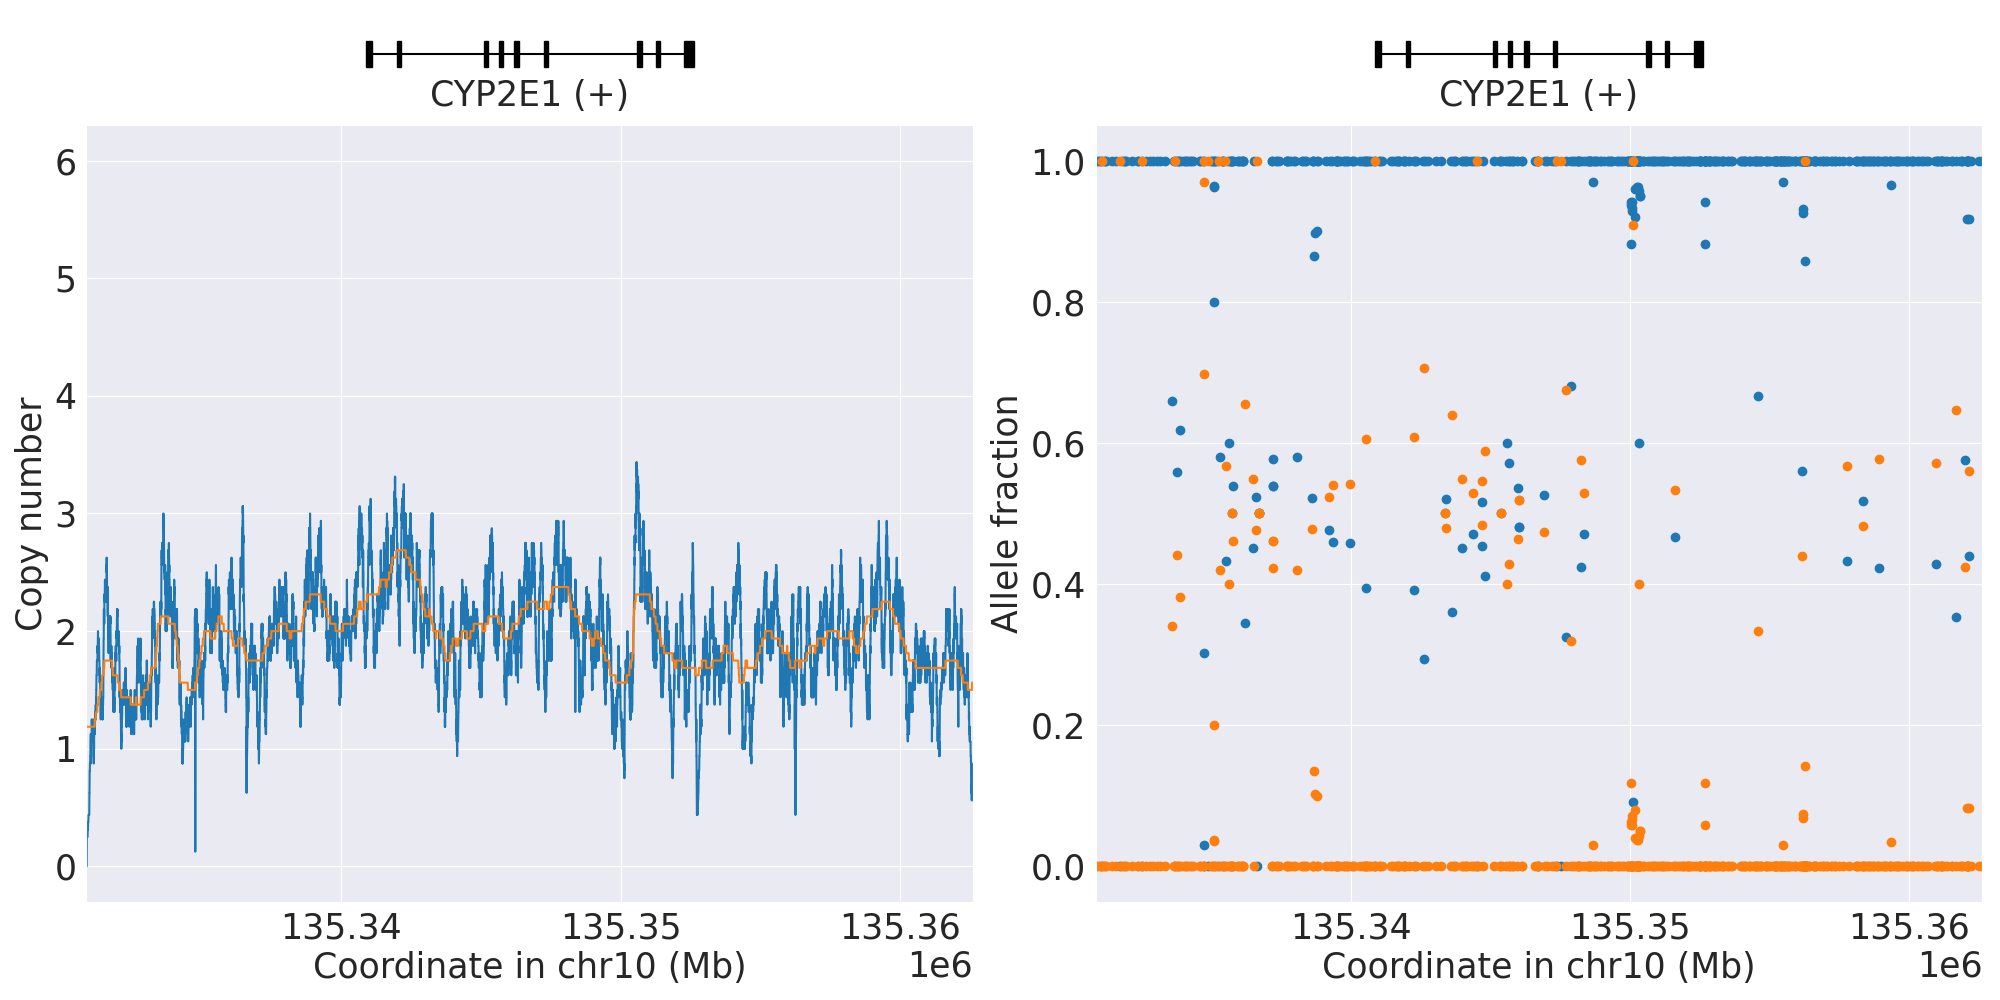 CYP2E1 (+)
Copy number
6
5
4
3
2
1
0
135.34 135.35 135.36
Coordinate in chr10 (Mb)
1e6
CYP2E1 (+)
Allele fraction
1.0
0.8
0.6
0.4
0.2
0.0
135.34 135.35 135.36
Coordinate in chr10 (Mb)
1e6